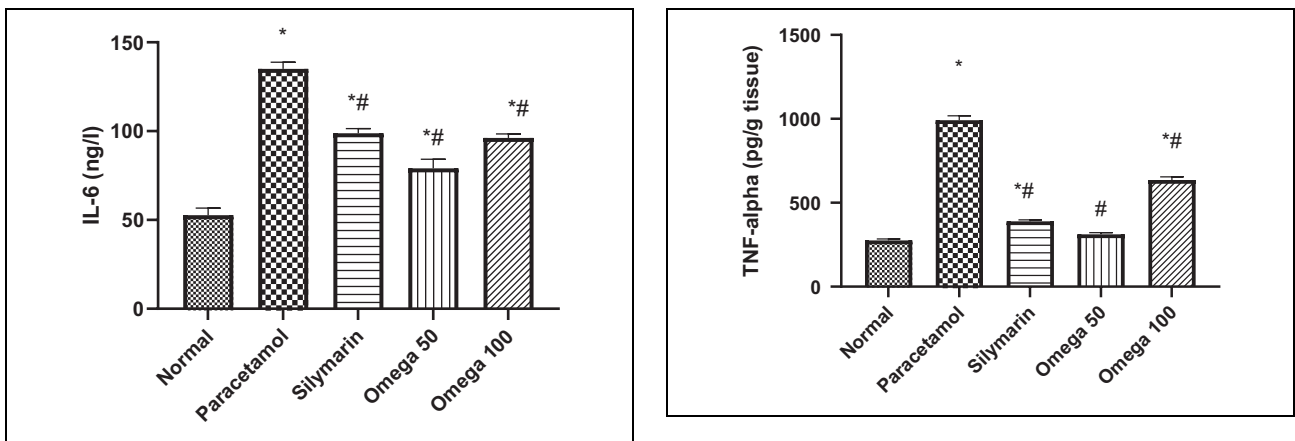 IL-6 (ng/l)
150
100
50
0
*
*#
*#
*#
Normal
Paracetamol
Silymarin
Omega 50
Omega 100
TNF-alpha (pg/g tissue)
1500
1000
500
0
*
*#
#
*#
Normal
Paracetamol
Silymarin
Omega 50
Omega 100